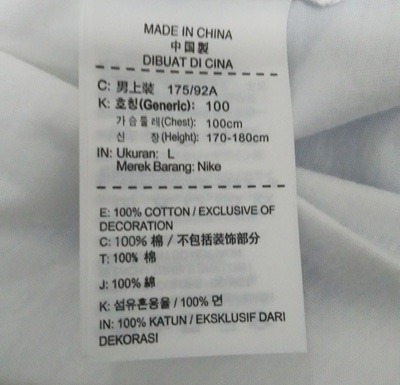 MADE IN CHINA
中国製
DIBUAT DI CINA
C: 男上裝 175/92A
K: 호칭(Generic): 100
가슴둘레(Chest): 100cm
신 장(Height): 170-180cm
IN: Ukuran: L
Merek Barang: Nike
E: 100% COTTON / EXCLUSIVE OF
DECORATION
C: 100% 棉 / 不包括装饰部分
T: 100% 棉
J: 100% 綿
K: 섬유혼용율 / 100% 면
IN: 100% KATUN / EKSKLUSIF DARI
DEKORASI